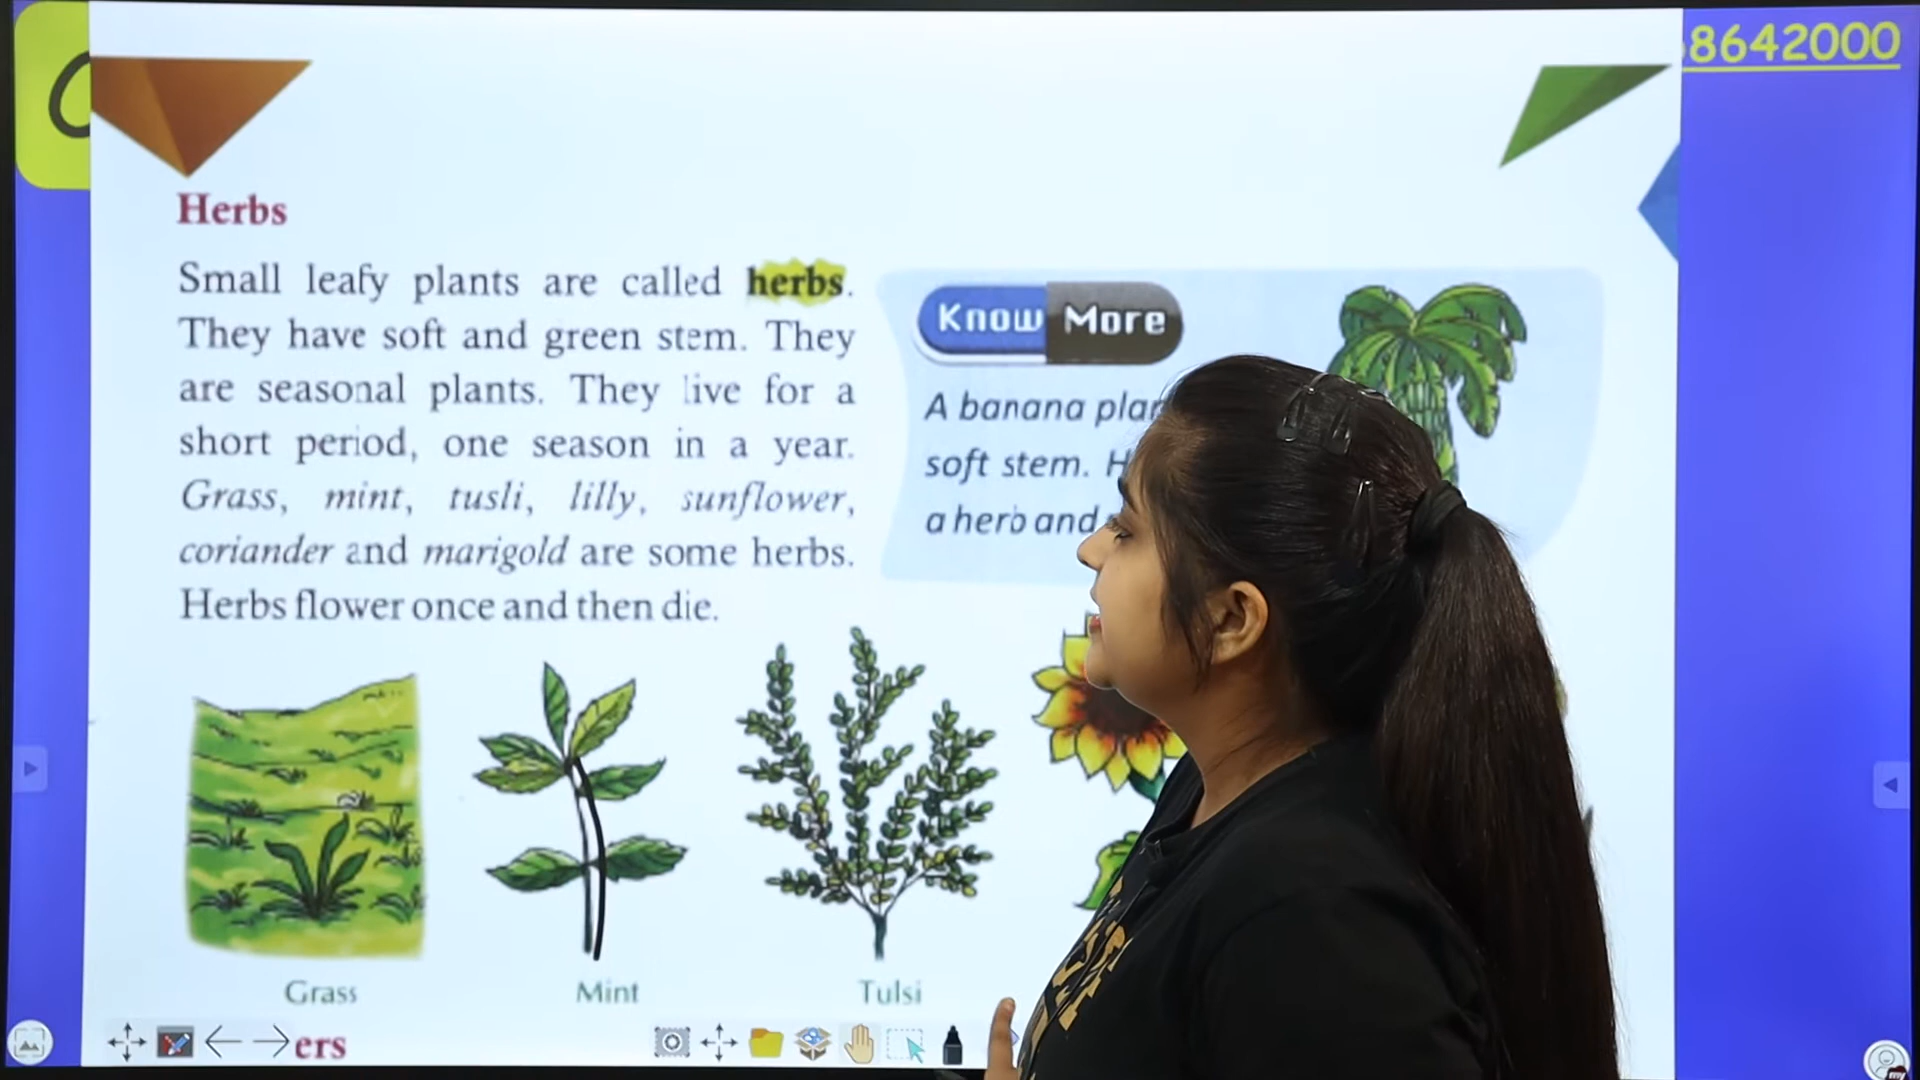 8642000
Herbs
Small leafy plants are called herbs.
They have soft and green stem. They
are seasonal plants. They live for a
short period, one season in a year.
Grass, mint, tusli, lilly, sunflower,
coriander and marigold are some herbs.
Herbs flower once and then die.
Know More
A banana
soft stem.
a herb and
Grass
Mint
Tulsi
ers